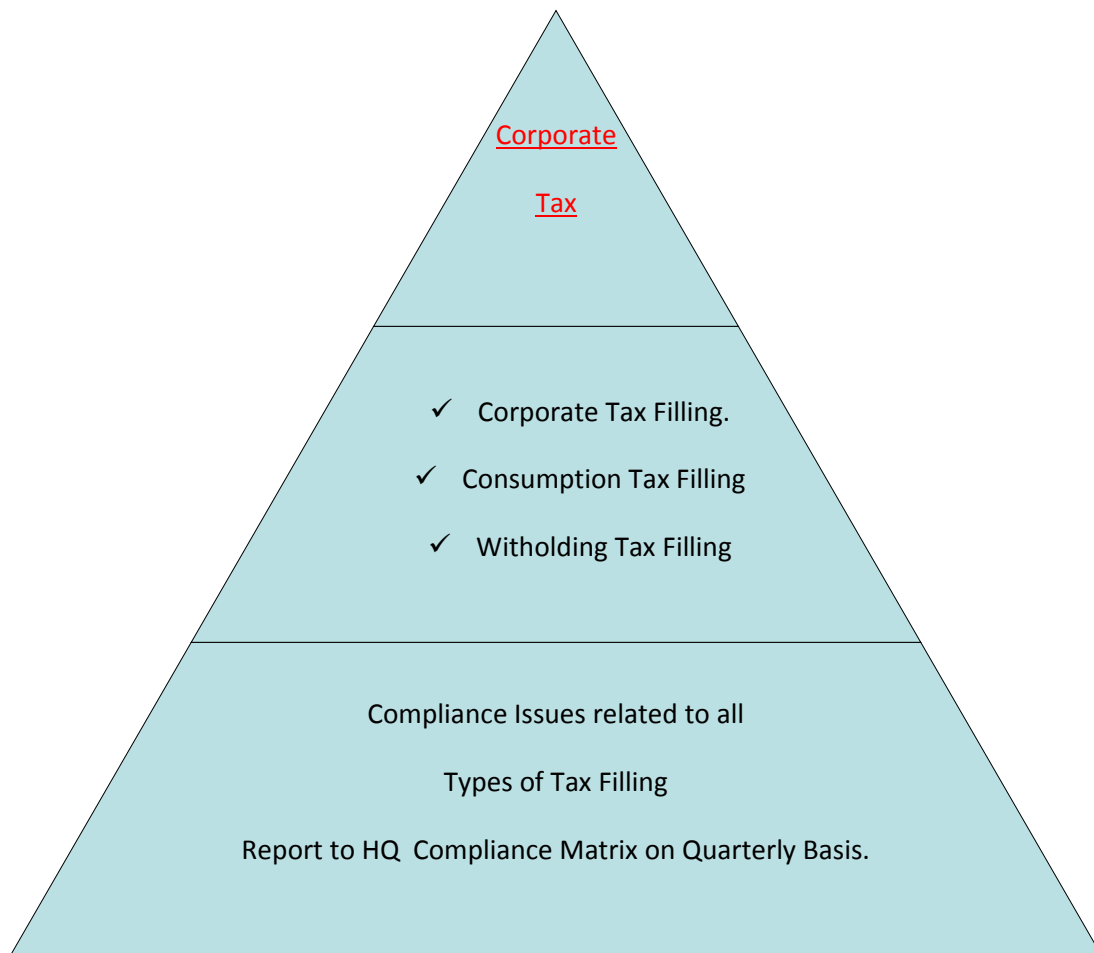 Corporate
Tax
✓ Corporate Tax Filling.
✓ Consumption Tax Filling
✓ Witholding Tax Filling
Compliance Issues related to all
Types of Tax Filling
Report to HQ  Compliance Matrix on Quarterly Basis.